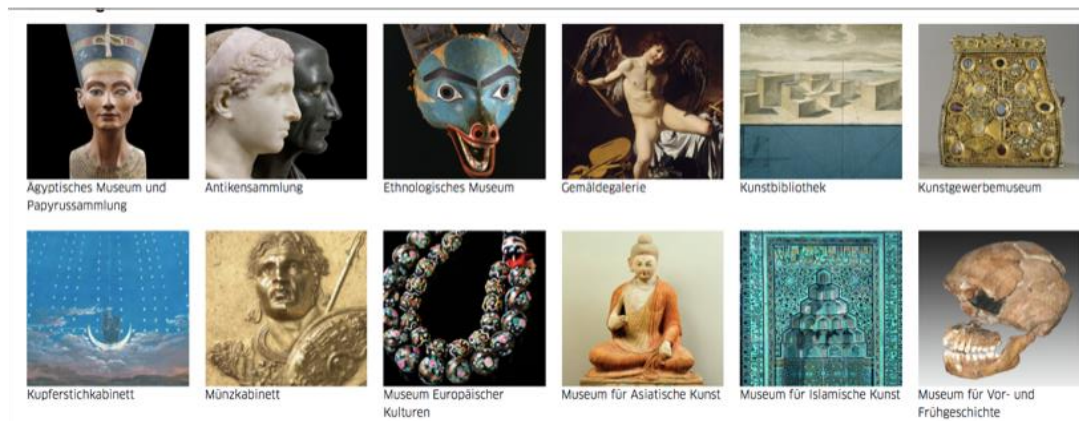 Ägyptisches Museum und
Papyrussammlung
Antikensammlung
Ethnologisches Museum
Gemäldegalerie
Kunstbibliothek
Kunstgewerbemuseum
Kupferstichkabinett
Münzkabinett
Museum Europäischer
Kulturen
Museum für Asiatische Kunst
Museum für Islamische Kunst
Museum für Vor- und
Frühgeschichte